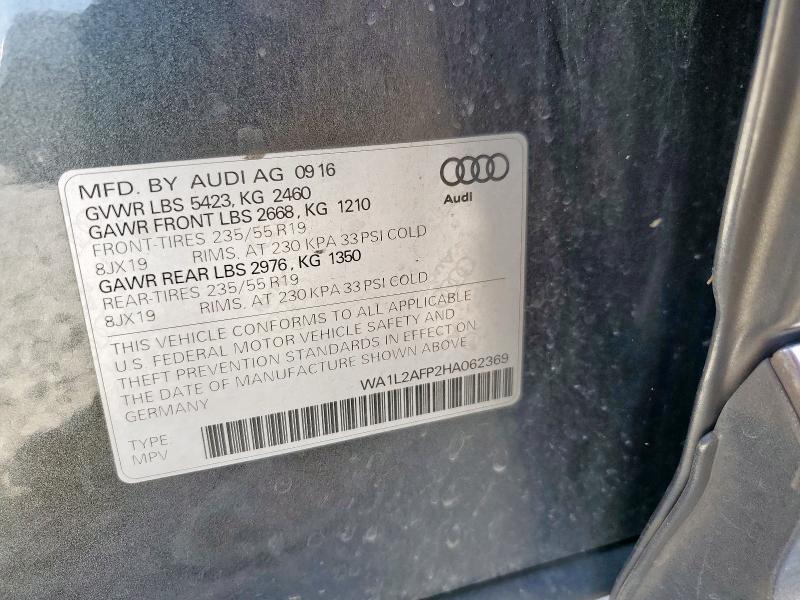 MFD. BY AUDI AG 0916
GVWR LBS 5423, KG 2460
GAWR FRONT LBS 2668, KG 1210
FRONT-TIRES 235/55 R19
8JX19 RIMS. AT 230 KPA 33 PSI COLD
GAWR REAR LBS 2976, KG 1350
REAR-TIRES 235/55 R19
8JX19 RIMS. AT 230 KPA 33 PSI COLD
Audi
THIS VEHICLE CONFORMS TO ALL APPLICABLE
U.S. FEDERAL MOTOR VEHICLE SAFETY AND
THEFT PREVENTION STANDARDS IN EFFECT ON
THE DATE OF MANUFACTURE SHOWN ABOVE
GERMANY
WA1L2AFP2HA062369
TYPE:
MPV